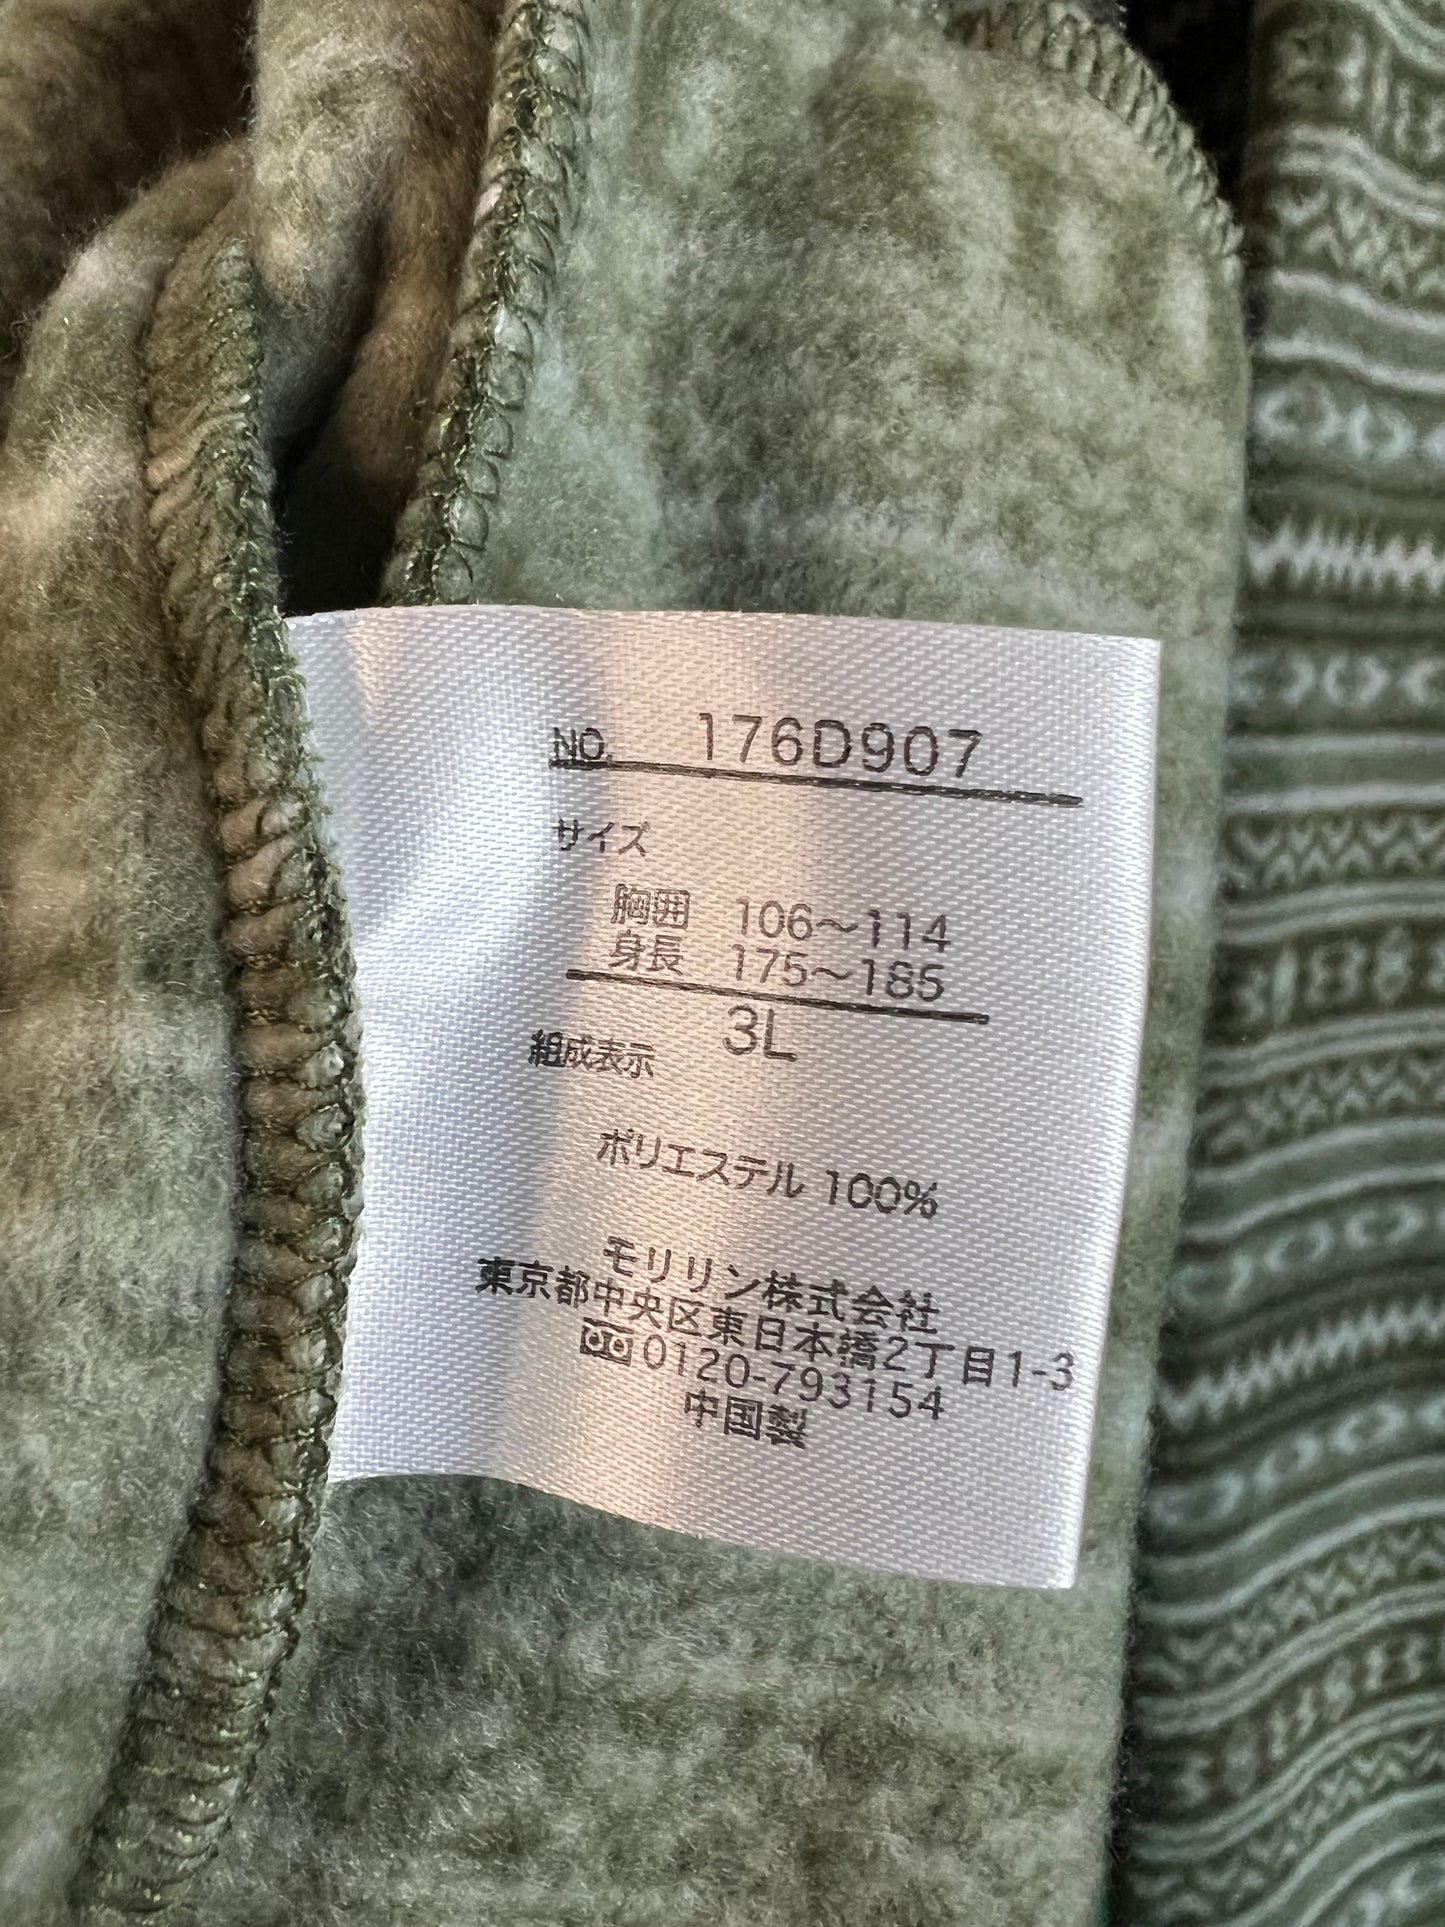 NO. 176D907
サイズ
胸囲 106～114
身長 175～185
3L
組成表示
ポリエステル 100%
モリリン株式会社
東京都中央区東日本橋2丁目1-3
0120-793154
中国製